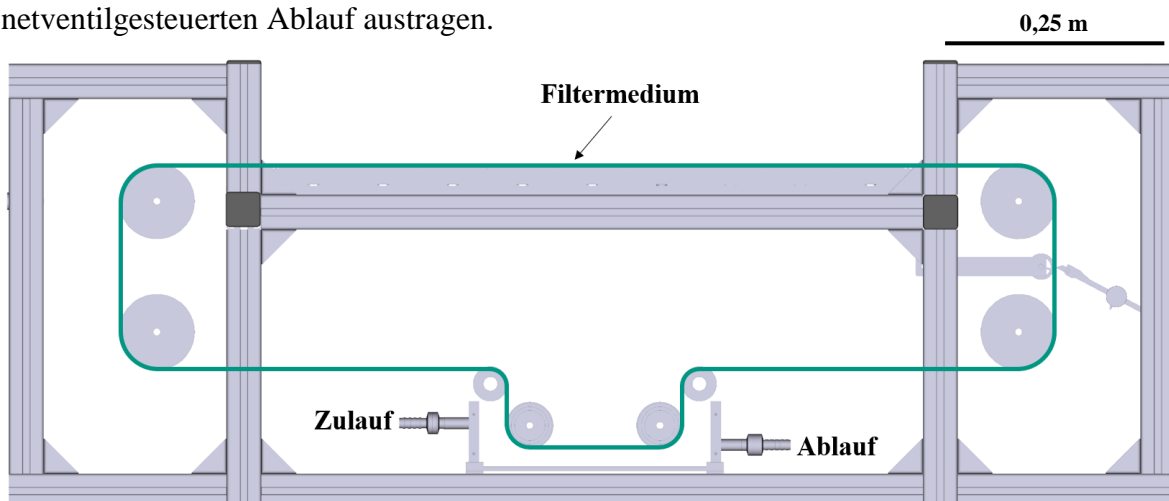 netventilgesteuerten Ablauf austragen.
0,25 m
Filtermedium
Zulauf
Ablauf